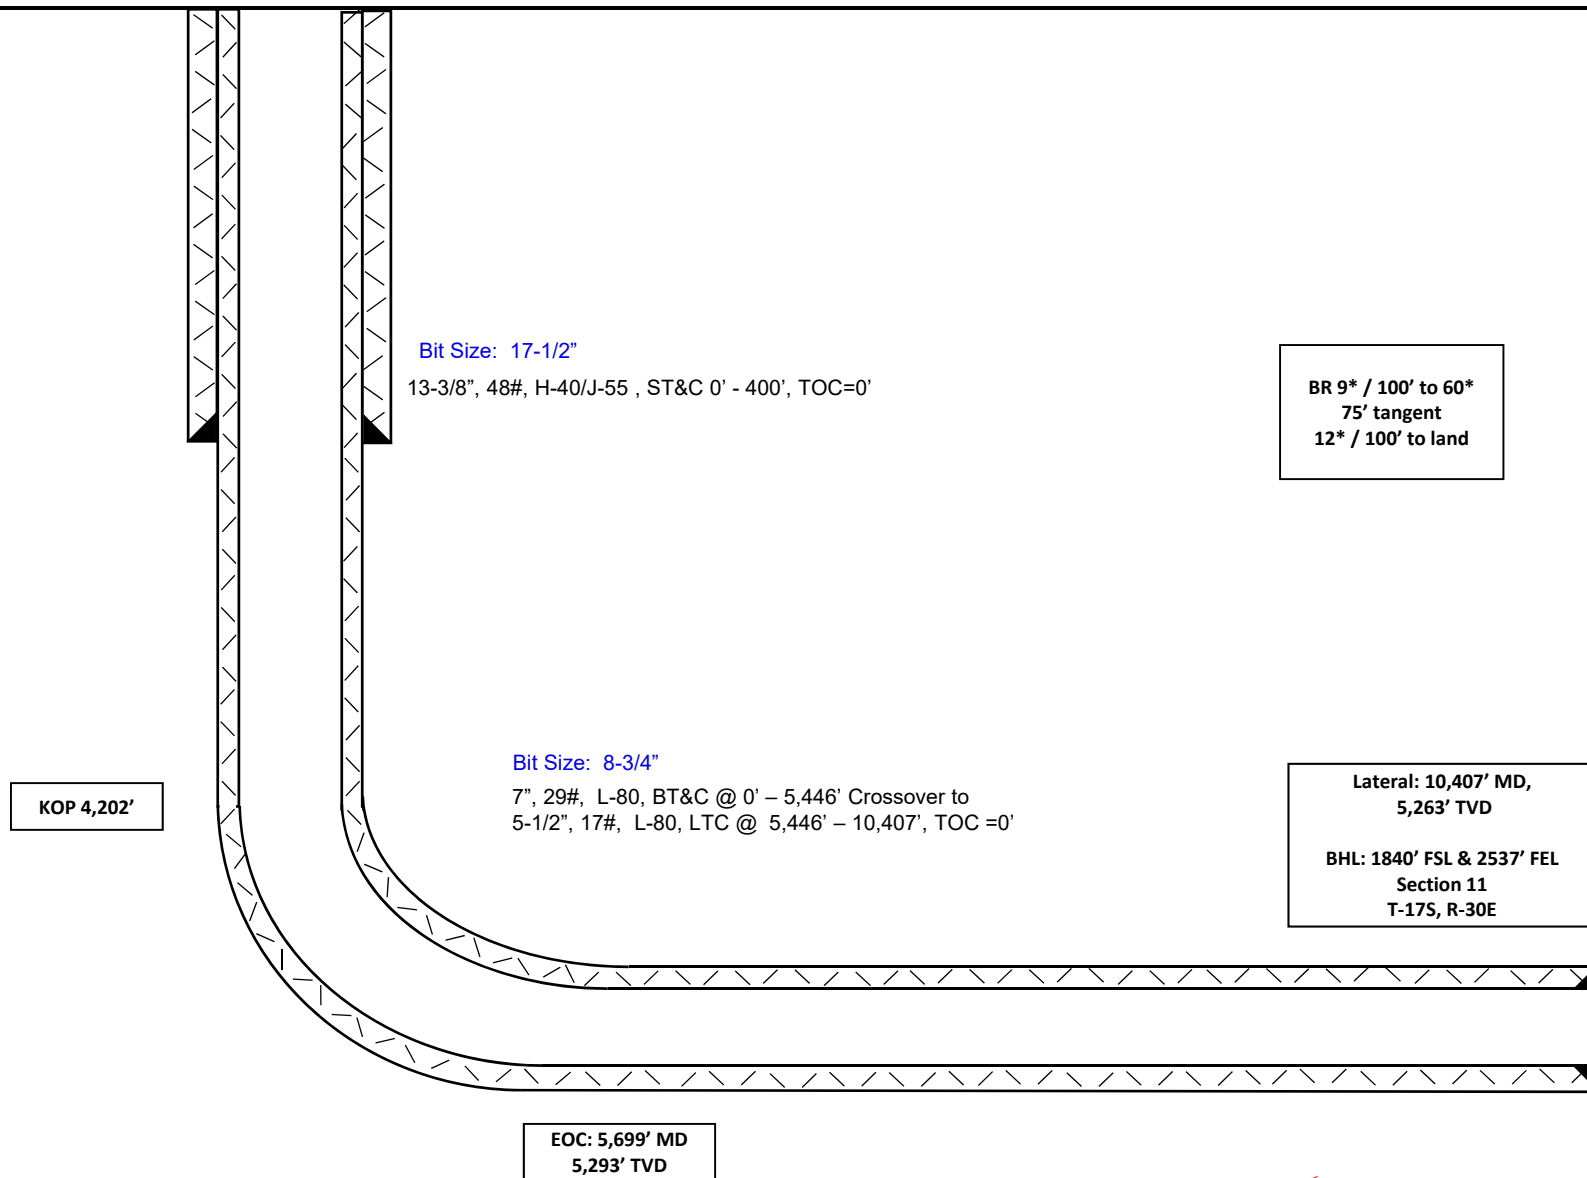 Bit Size: 17-1/2”
13-3/8”, 48#, H-40/J-55 , ST&C 0’ - 400’, TOC=0’
BR 9* / 100’ to 60*
75’ tangent
12* / 100’ to land
Bit Size: 8-3/4”
7”, 29#, L-80, BT&C @ 0’ – 5,446’ Crossover to
5-1/2”, 17#, L-80, LTC @ 5,446’ – 10,407’, TOC =0’
KOP 4,202’
Lateral: 10,407’ MD,
5,263’ TVD
BHL: 1840’ FSL & 2537’ FEL
Section 11
T-17S, R-30E
EOC: 5,699’ MD
5,293’ TVD